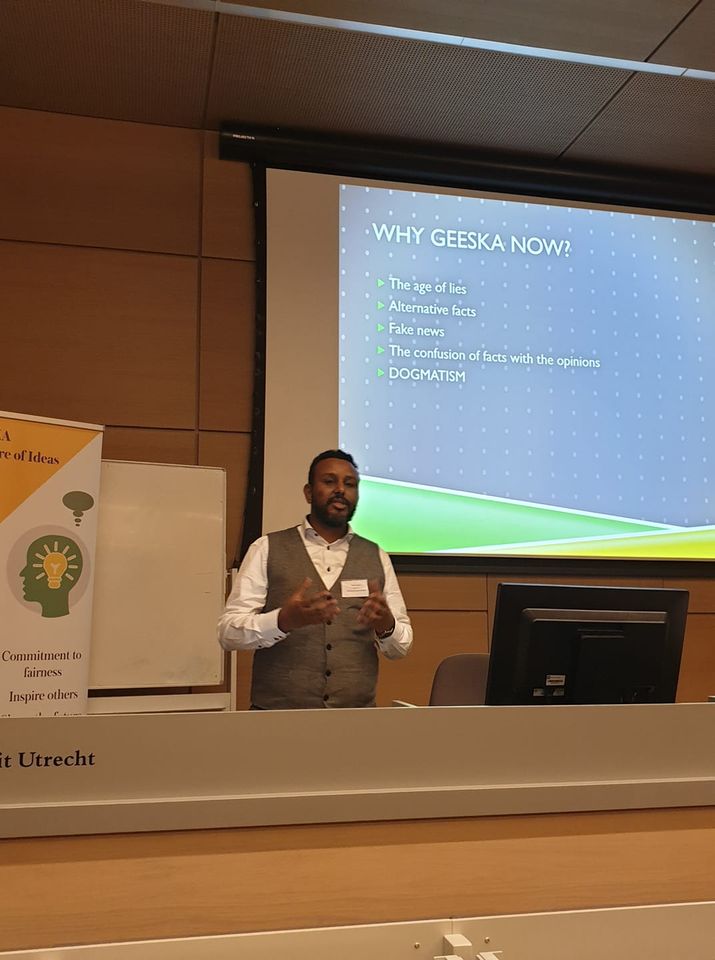 WHY GEESKA NOW?
The age of lies
Alternative facts
Fake news
The confusion of facts with the opinions
DOGMATISM
A
re of Ideas
Commitment to
fairness
Inspire others
it Utrecht